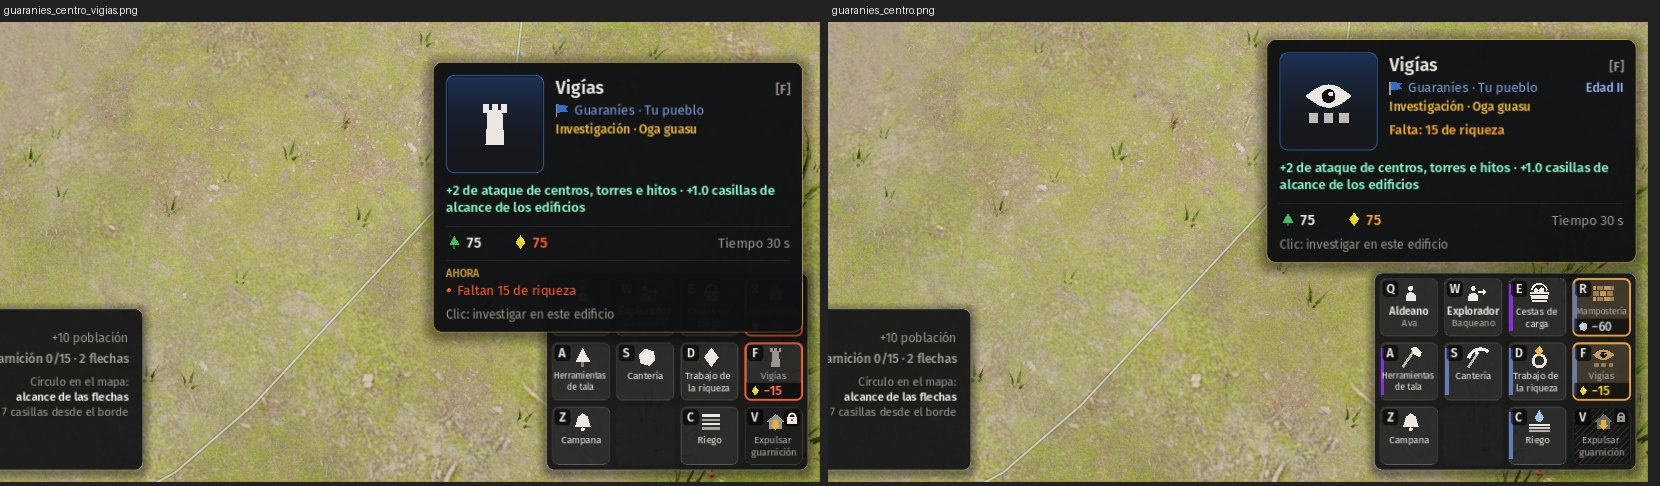 guaranies_centro_vigias.png
Vigías
[F]
Guaraníes · Tu pueblo
Investigación · Oga guasu
+2 de ataque de centros, torres e hitos · +1.0 casillas de
alcance de los edificios
75
75
Tiempo 30 s
AHORA
• Faltan 15 de riqueza
Clic: investigar en este edificio
+10 población
arnición 0/15 · 2 flechas
Círculo en el mapa:
alcance de las flechas
7 casillas desde el borde
A
Herramientas
de tala
S
Cantería
D
Trabajo de
la riqueza
F
Vigías
−15
Z
Campana
C
Riego
V
Expulsar
guarnición
guaranies_centro.png
Vigías
[F]
Guaraníes · Tu pueblo
Edad II
Investigación · Oga guasu
Falta: 15 de riqueza
+2 de ataque de centros, torres e hitos · +1.0 casillas de
alcance de los edificios
75
75
Tiempo 30 s
Clic: investigar en este edificio
+10 población
amición 0/15 · 2 flechas
Círculo en el mapa:
alcance de las flechas
7 casillas desde el borde
Q
Aldeano
Ava
W
Explorador
Baqueano
E
Cestas de
carga
R
Mampostería
−60
A
Herramientas
de tala
S
Cantería
D
Trabajo de
la riqueza
F
Vigías
−15
Z
Campana
C
Riego
V
Expulsar
guarnición